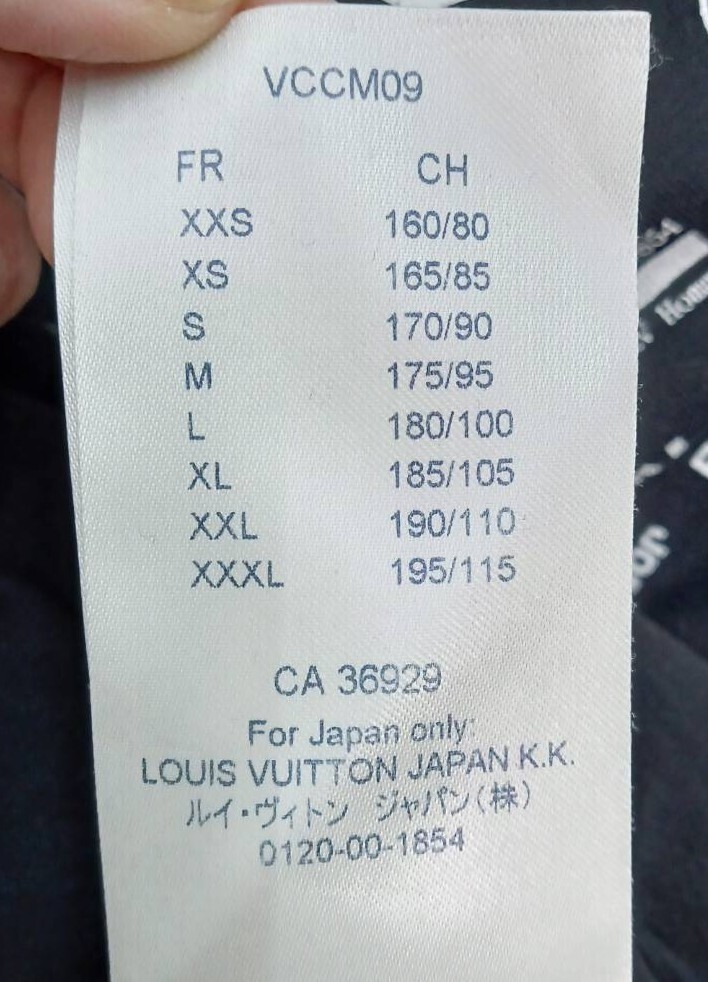 VCCM09
FR CH
XXS 160/80
XS 165/85
S 170/90
M 175/95
L 180/100
XL 185/105
XXL 190/110
XXXL 195/115
CA 36929
For Japan only:
LOUIS VUITTON JAPAN K.K.
ルイ・ヴィトン ジャパン(株)
0120-00-1854